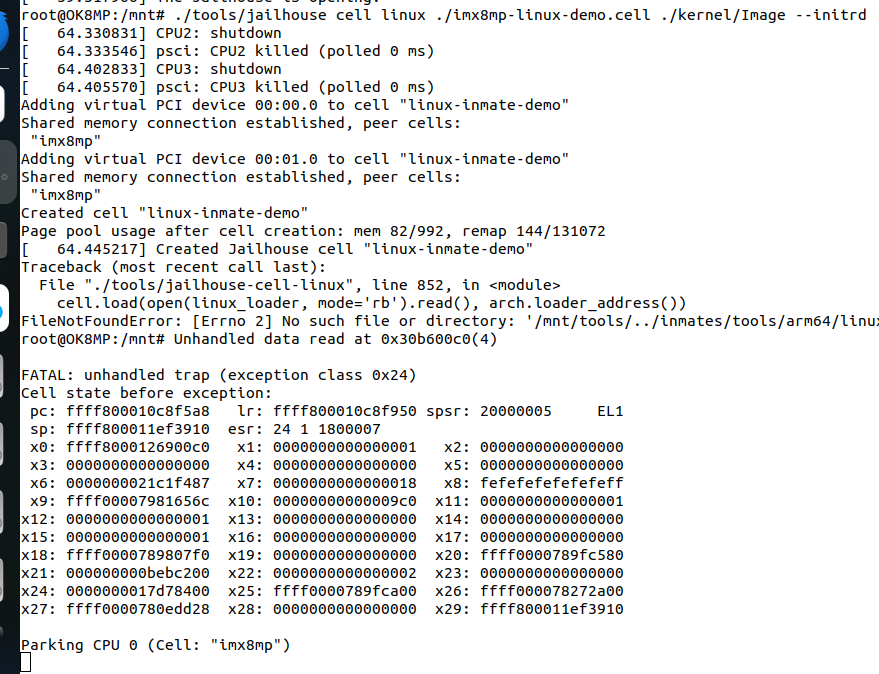 root@OK8MP:/mnt# ./tools/jailhouse cell linux ./imx8mp-linux-demo.cell ./kernel/Image --initrd
[   64.330831] CPU2: shutdown
[   64.333546] psci: CPU2 killed (polled 0 ms)
[   64.402833] CPU3: shutdown
[   64.405570] psci: CPU3 killed (polled 0 ms)
Adding virtual PCI device 00:00.0 to cell "linux-inmate-demo"
Shared memory connection established, peer cells:
 "imx8mp"
Adding virtual PCI device 00:01.0 to cell "linux-inmate-demo"
Shared memory connection established, peer cells:
 "imx8mp"
Created cell "linux-inmate-demo"
Page pool usage after cell creation: mem 82/992, remap 144/131072
[   64.445217] Created Jailhouse cell "linux-inmate-demo"
Traceback (most recent call last):
  File "./tools/jailhouse-cell-linux", line 852, in <module>
    cell.load(open(linux_loader, mode='rb').read(), arch.loader_address())
FileNotFoundError: [Errno 2] No such file or directory: '/mnt/tools/../inmates/tools/arm64/linux
root@OK8MP:/mnt# Unhandled data read at 0x30b600c0(4)

FATAL: unhandled trap (exception class 0x24)
Cell state before exception:
 pc: ffff800010c8f5a8   lr: ffff800010c8f950 spsr: 20000005     EL1
 sp: ffff800011ef3910  esr: 24 1 1800007
 x0: ffff8000126900c0   x1: 0000000000000001   x2: 0000000000000000
 x3: 0000000000000000   x4: 0000000000000000   x5: 0000000000000000
 x6: 0000000021c1f487   x7: 0000000000000018   x8: fefefefefefefeff
 x9: ffff00007981656c  x10: 00000000000009c0  x11: 0000000000000001
x12: 0000000000000001  x13: 0000000000000000  x14: 0000000000000000
x15: 0000000000000001  x16: 0000000000000000  x17: 0000000000000000
x18: ffff0000789807f0  x19: 0000000000000000  x20: ffff0000789fc580
x21: 000000000bebc200  x22: 0000000000000002  x23: 0000000000000000
x24: 0000000017d78400  x25: ffff0000789fca00  x26: ffff000078272a00
x27: ffff0000780edd28  x28: 0000000000000000  x29: ffff800011ef3910

Parking CPU 0 (Cell: "imx8mp")